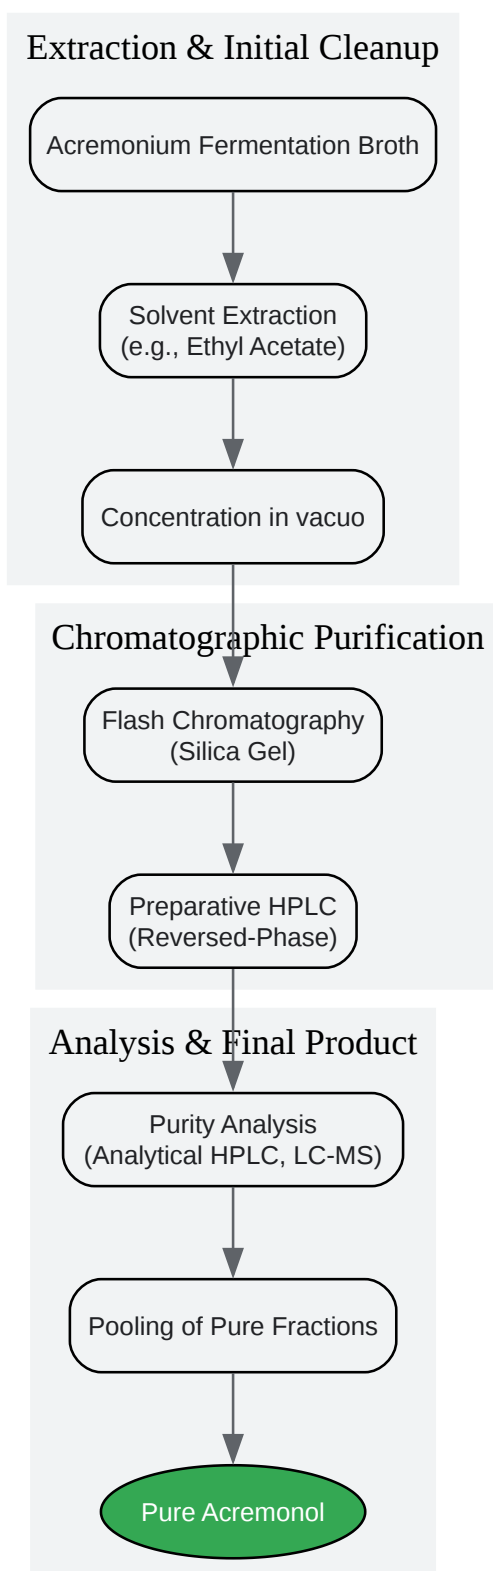 Extraction & Initial Cleanup
Acremonium Fermentation Broth
Solvent Extraction
(e.g., Ethyl Acetate)
Concentration in vacuo
Chromatographic Purification
Flash Chromatography
(Silica Gel)
Preparative HPLC
(Reversed-Phase)
Analysis & Final Product
Purity Analysis
(Analytical HPLC, LC-MS)
Pooling of Pure Fractions
Pure Acremonol